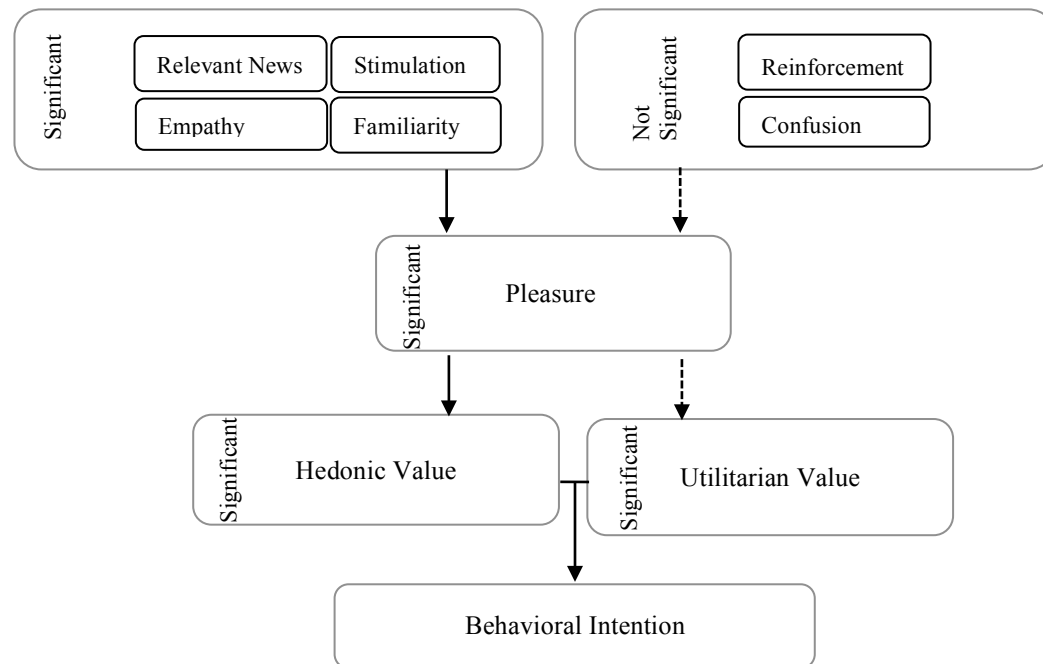 Significant
Relevant News
Stimulation
Empathy
Familiarity
Not
Significant
Reinforcement
Confusion
Significant
Pleasure
Significant
Hedonic Value
Significant
Utilitarian Value
Behavioral Intention